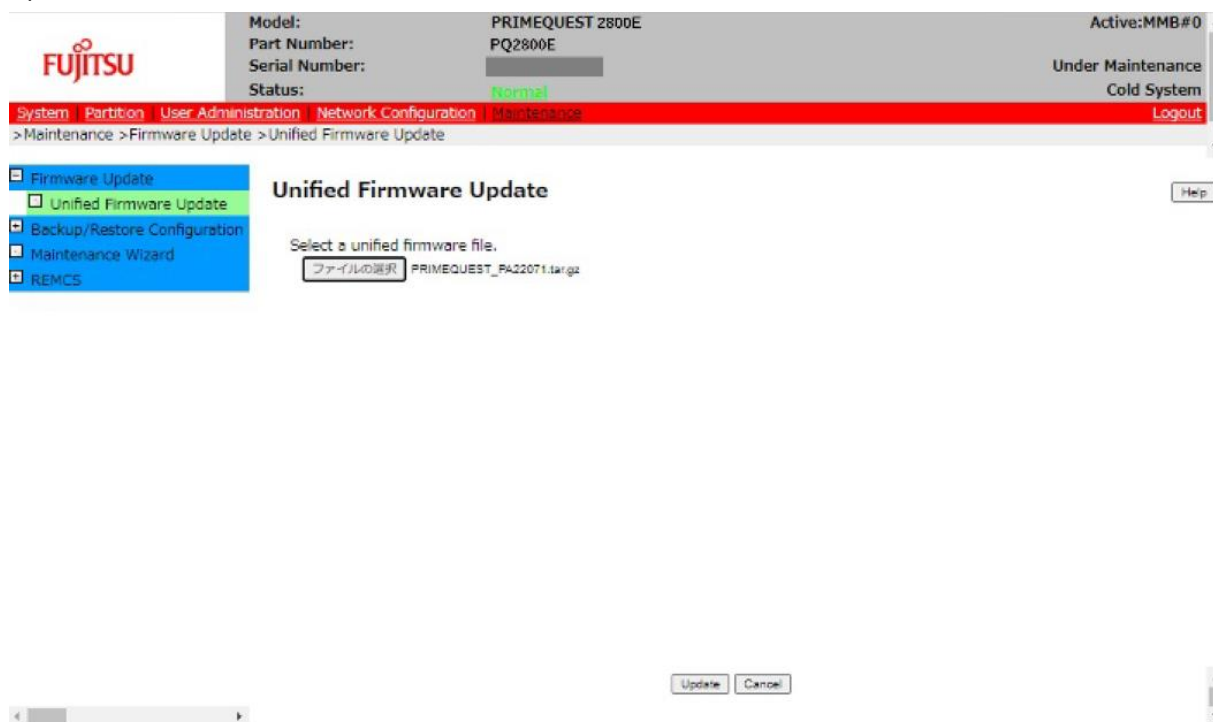 FUJITSU
Model: PRIMEQUEST 2800E Active:MMB#0
Part Number: PQ2800E
Serial Number: Under Maintenance
Status: Normal Cold System
System | Partition | User Administration | Network Configuration | Maintenance Logout
>Maintenance >Firmware Update >Unified Firmware Update
Firmware Update
Unified Firmware Update
Backup/Restore Configuration
Maintenance Wizard
REMCS
Unified Firmware Update Help
Select a unified firmware file.
ファイルの選択 PRIMEQUEST_PA22071.tar.gz
Update Cancel